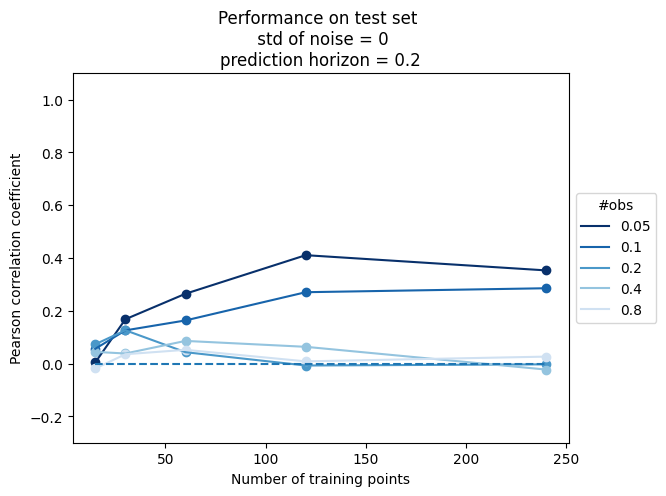 Performance on test set
std of noise = 0
prediction horizon = 0.2
Pearson correlation coefficient
1.0
0.8
0.6
0.4
0.2
0.0
−0.2
50
100
150
200
250
Number of training points
#obs
0.05
0.1
0.2
0.4
0.8